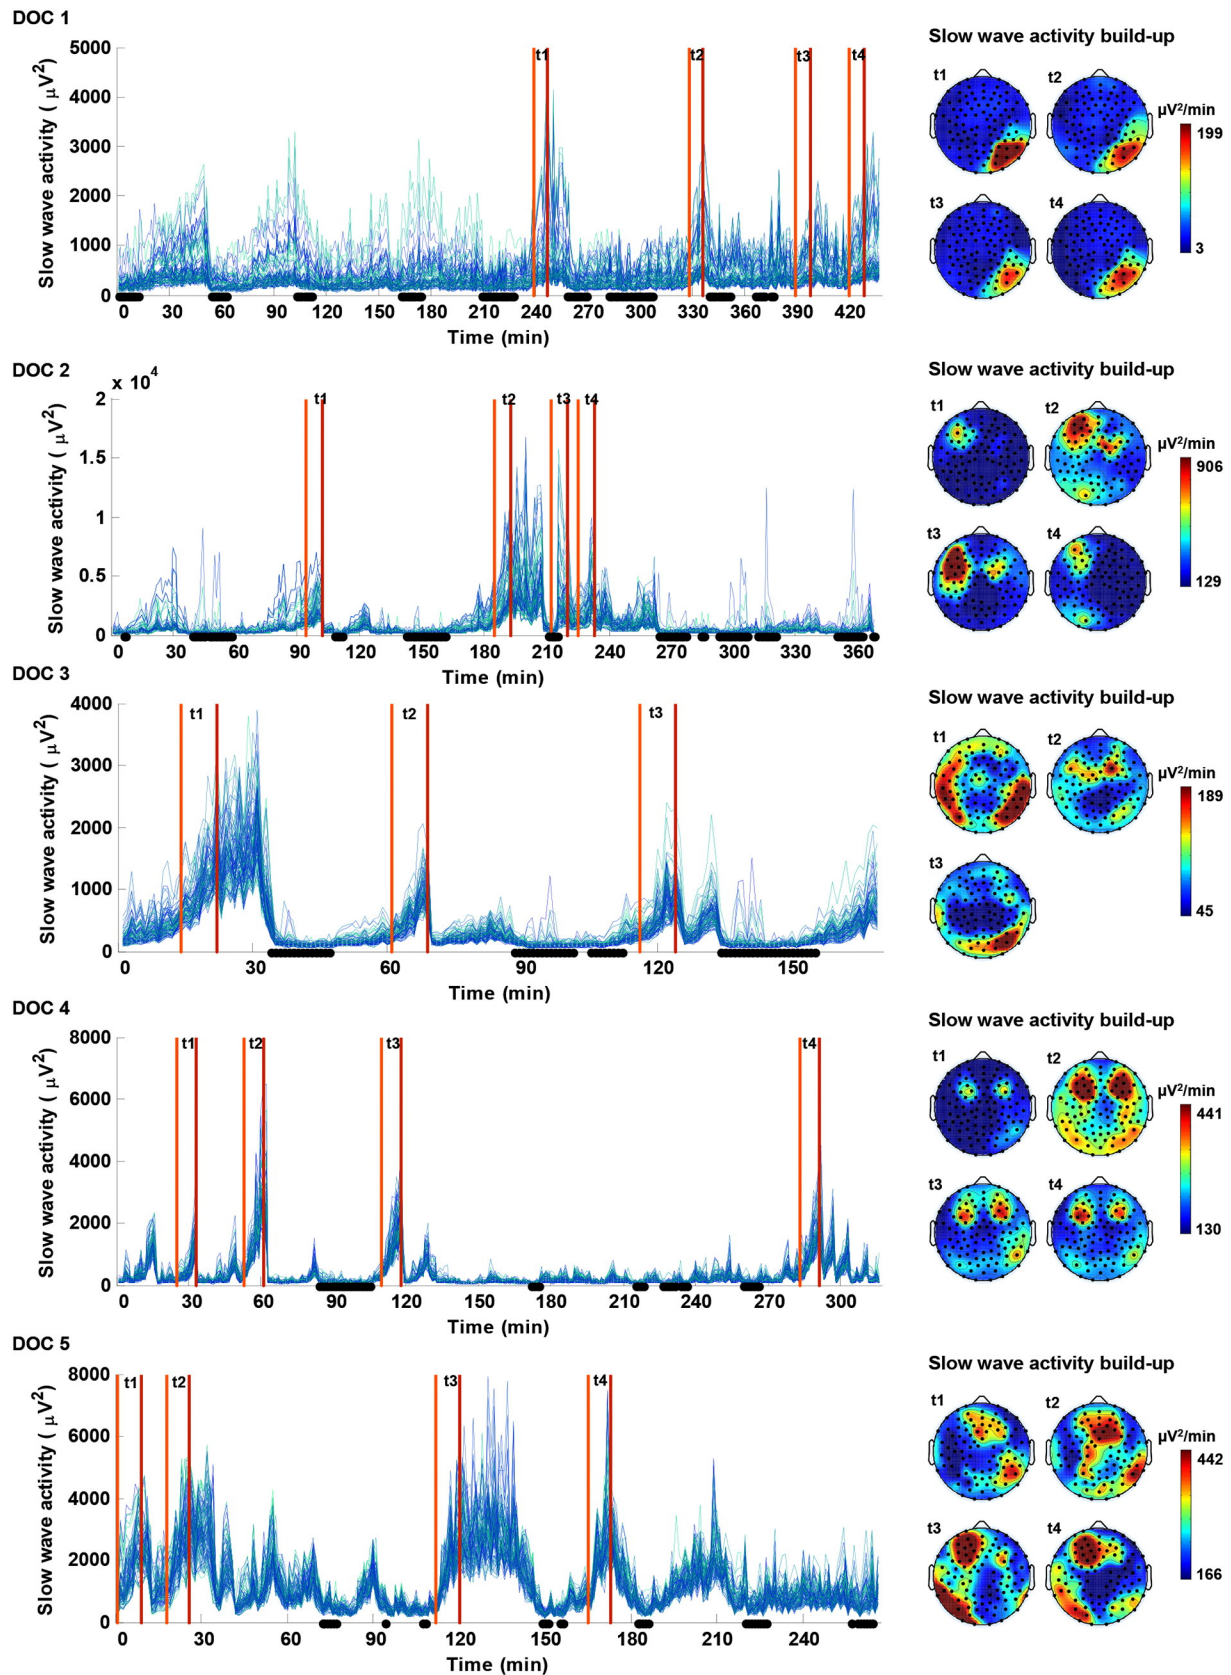 DOC 1
Slow wave activity ( μV²)
5000
4000
3000
2000
1000
0
t1
t2
t3
t4
0 30 60 90 120 150 180 210 240 270 300 330 360 390 420
Time (min)
Slow wave activity build-up
t1
t2
t3
t4
μV²/min
199
3
DOC 2
x 10⁴
Slow wave activity ( μV²)
2
1.5
1
0.5
0
t1
t2
t3
t4
0 30 60 90 120 150 180 210 240 270 300 330 360
Time (min)
Slow wave activity build-up
t1
t2
t3
t4
μV²/min
906
129
DOC 3
Slow wave activity ( μV²)
4000
3000
2000
1000
0
t1
t2
t3
0 30 60 90 120 150
Time (min)
Slow wave activity build-up
t1
t2
t3
μV²/min
189
45
DOC 4
Slow wave activity ( μV²)
8000
6000
4000
2000
0
t1
t2
t3
t4
0 30 60 90 120 150 180 210 240 270 300
Time (min)
Slow wave activity build-up
t1
t2
t3
t4
μV²/min
441
130
DOC 5
Slow wave activity ( μV²)
8000
6000
4000
2000
0
t1
t2
t3
t4
0 30 60 90 120 150 180 210 240
Time (min)
Slow wave activity build-up
t1
t2
t3
t4
μV²/min
442
166